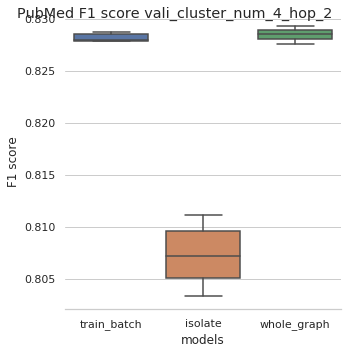 PubMed F1 score vali_cluster_num_4_hop_2
0.830
0.825
0.820
0.815
0.810
0.805
F1 score
train_batch isolate whole_graph
models